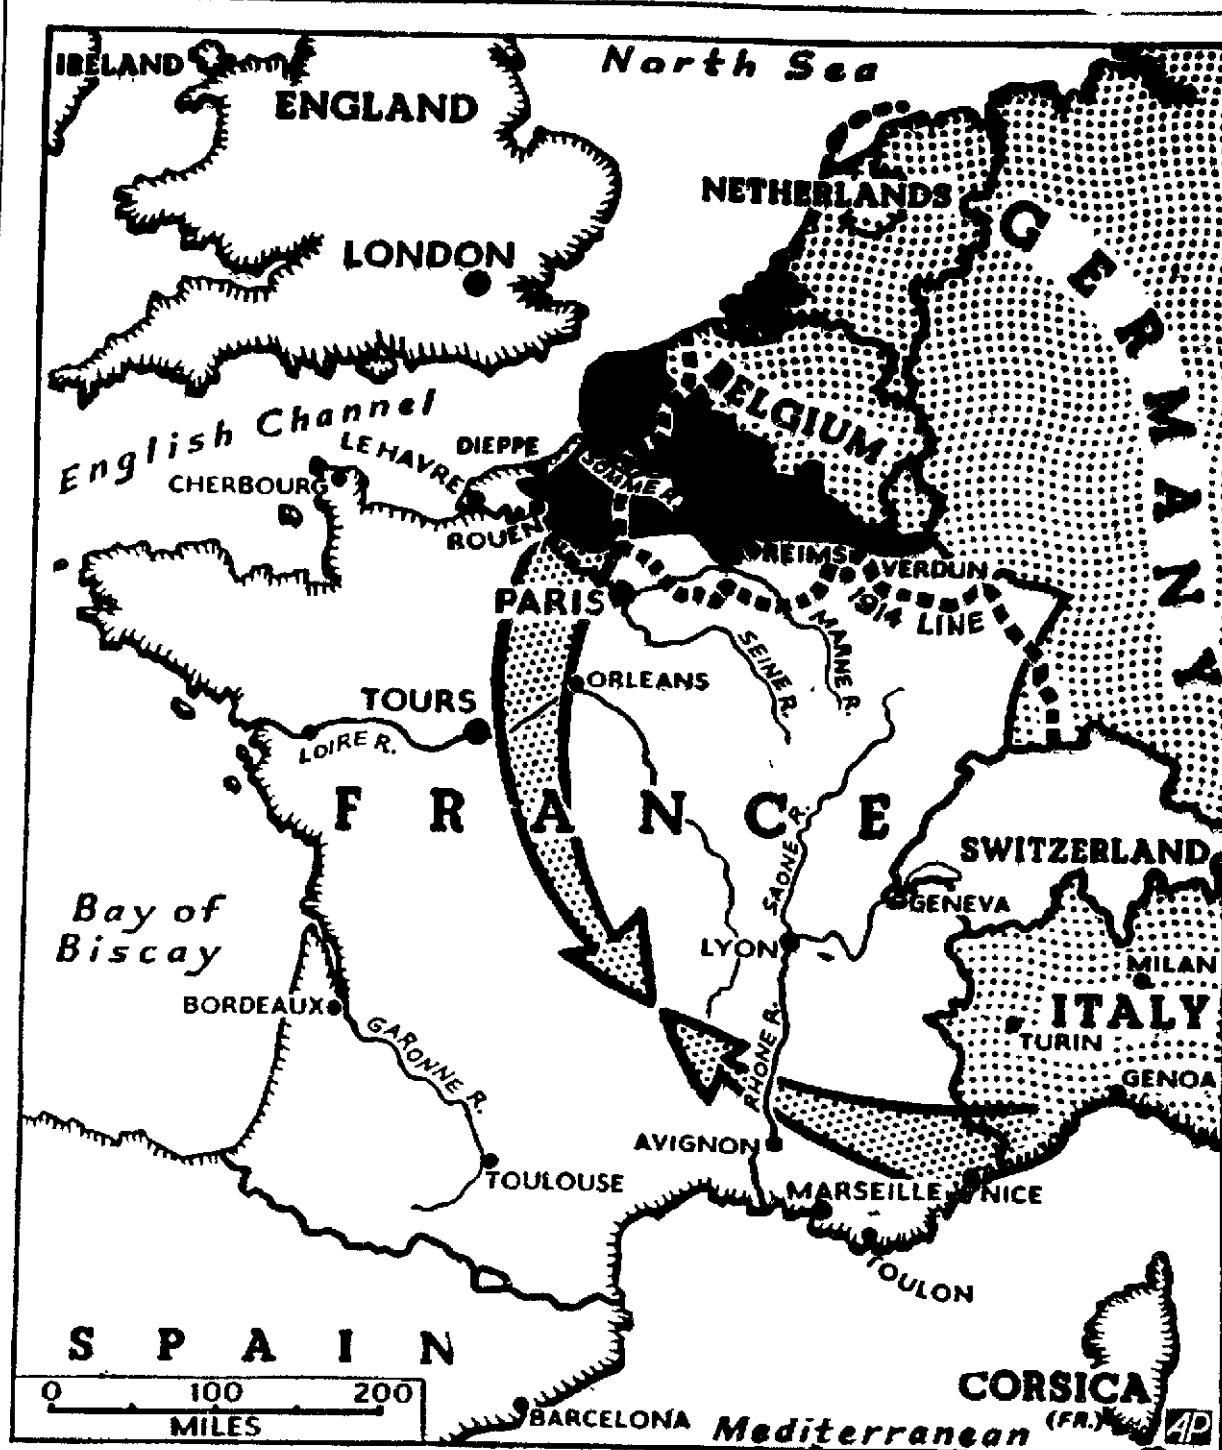 North Sea
IRELAND
ENGLAND
NETHERLANDS
GERMANY
LONDON
BELGIUM
English Channel
LE HAVRE
DIEPPE
SOMME R.
CHERBOURG
ROUEN
REIMS
VERDUN
PARIS
1914 LINE
MARNE R.
SEINE R.
ORLEANS
TOURS
LOIRE R.
FRANCE
SAONE R.
SWITZERLAND
GENEVA
Bay of
Biscay
LYON
MILAN
BORDEAUX
ITALY
GARONNE R.
RHONE R.
TURIN
GENOA
AVIGNON
TOULOUSE
MARSEILLE
NICE
TOULON
SPAIN
CORSICA
(FR.)
0 100 200
MILES
BARCELONA
Mediterranean
AP